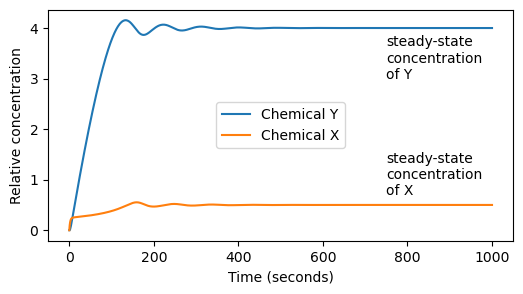 4
3
2
1
0
Relative concentration
steady-state
concentration
of Y
Chemical Y
Chemical X
steady-state
concentration
of X
0
200
400
600
800
1000
Time (seconds)